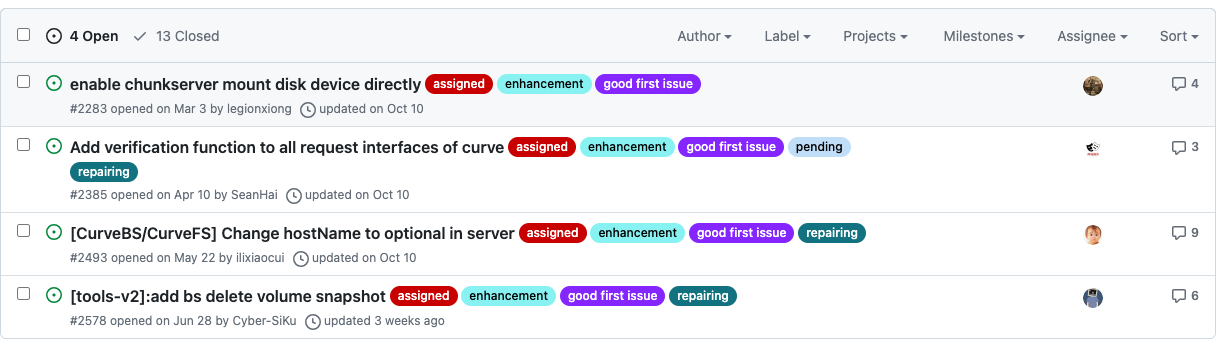 4 Open 13 Closed Author Label Projects Milestones Assignee Sort
enable chunkserver mount disk device directly assigned enhancement good first issue 4
#2283 opened on Mar 3 by legionxiong updated on Oct 10
Add verification function to all request interfaces of curve assigned enhancement good first issue pending 3
repairing
#2385 opened on Apr 10 by SeanHai updated on Oct 10
[CurveBS/CurveFS] Change hostName to optional in server assigned enhancement good first issue repairing 9
#2493 opened on May 22 by ilixiaocui updated on Oct 10
[tools-v2]:add bs delete volume snapshot assigned enhancement good first issue repairing 6
#2578 opened on Jun 28 by Cyber-SiKu updated 3 weeks ago